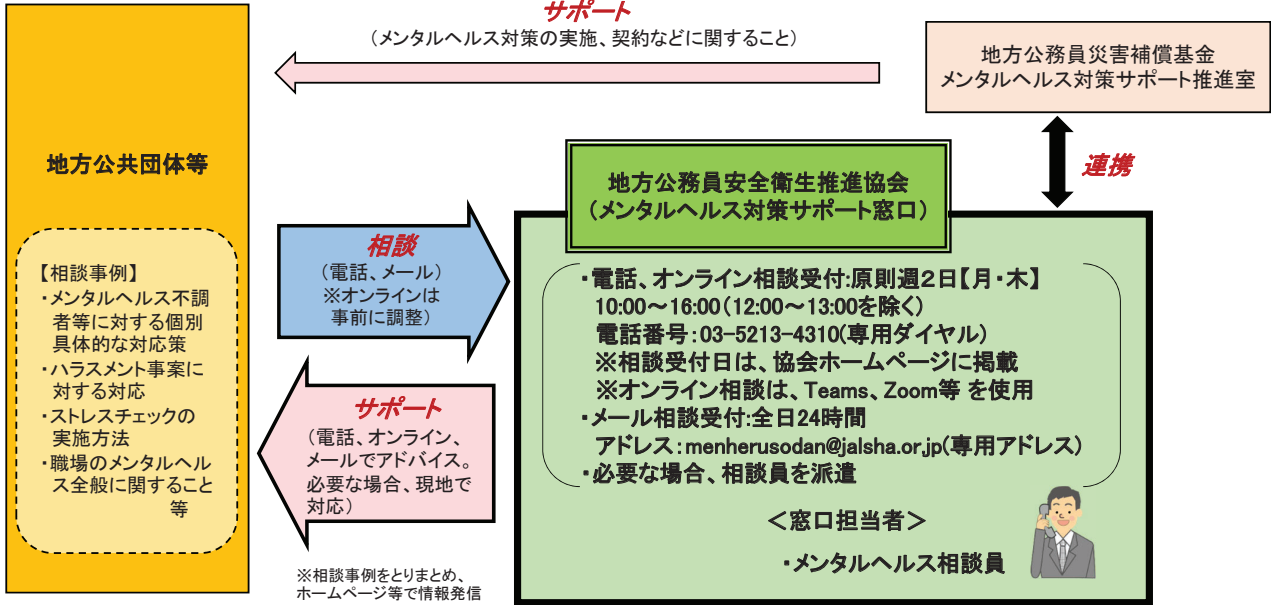 サポート
（メンタルヘルス対策の実施、契約などに関すること）
地方公務員災害補償基金
メンタルヘルス対策サポート推進室
連携
地方公共団体等
【相談事例】
・メンタルヘルス不調
者等に対する個別
具体的な対応策
・ハラスメント事案に
対する対応
・ストレスチェックの
実施方法
・職場のメンタルヘル
ス全般に関すること
等
相談
（電話、メール）
※オンラインは
事前に調整）
サポート
（電話、オンライン、
メールでアドバイス。
必要な場合、現地で
対応）
※相談事例をとりまとめ、
ホームページ等で情報発信
地方公務員安全衛生推進協会
（メンタルヘルス対策サポート窓口）
・電話、オンライン相談受付:原則週２日【月・木】
10:00～16:00（12:00～13:00を除く）
電話番号：03-5213-4310(専用ダイヤル)
※相談受付日は、協会ホームページに掲載
※オンライン相談は、Teams、Zoom等 を使用
・メール相談受付:全日24時間
アドレス：menherusodan@jalsha.or.jp(専用アドレス)
・必要な場合、相談員を派遣
＜窓口担当者＞
・メンタルヘルス相談員